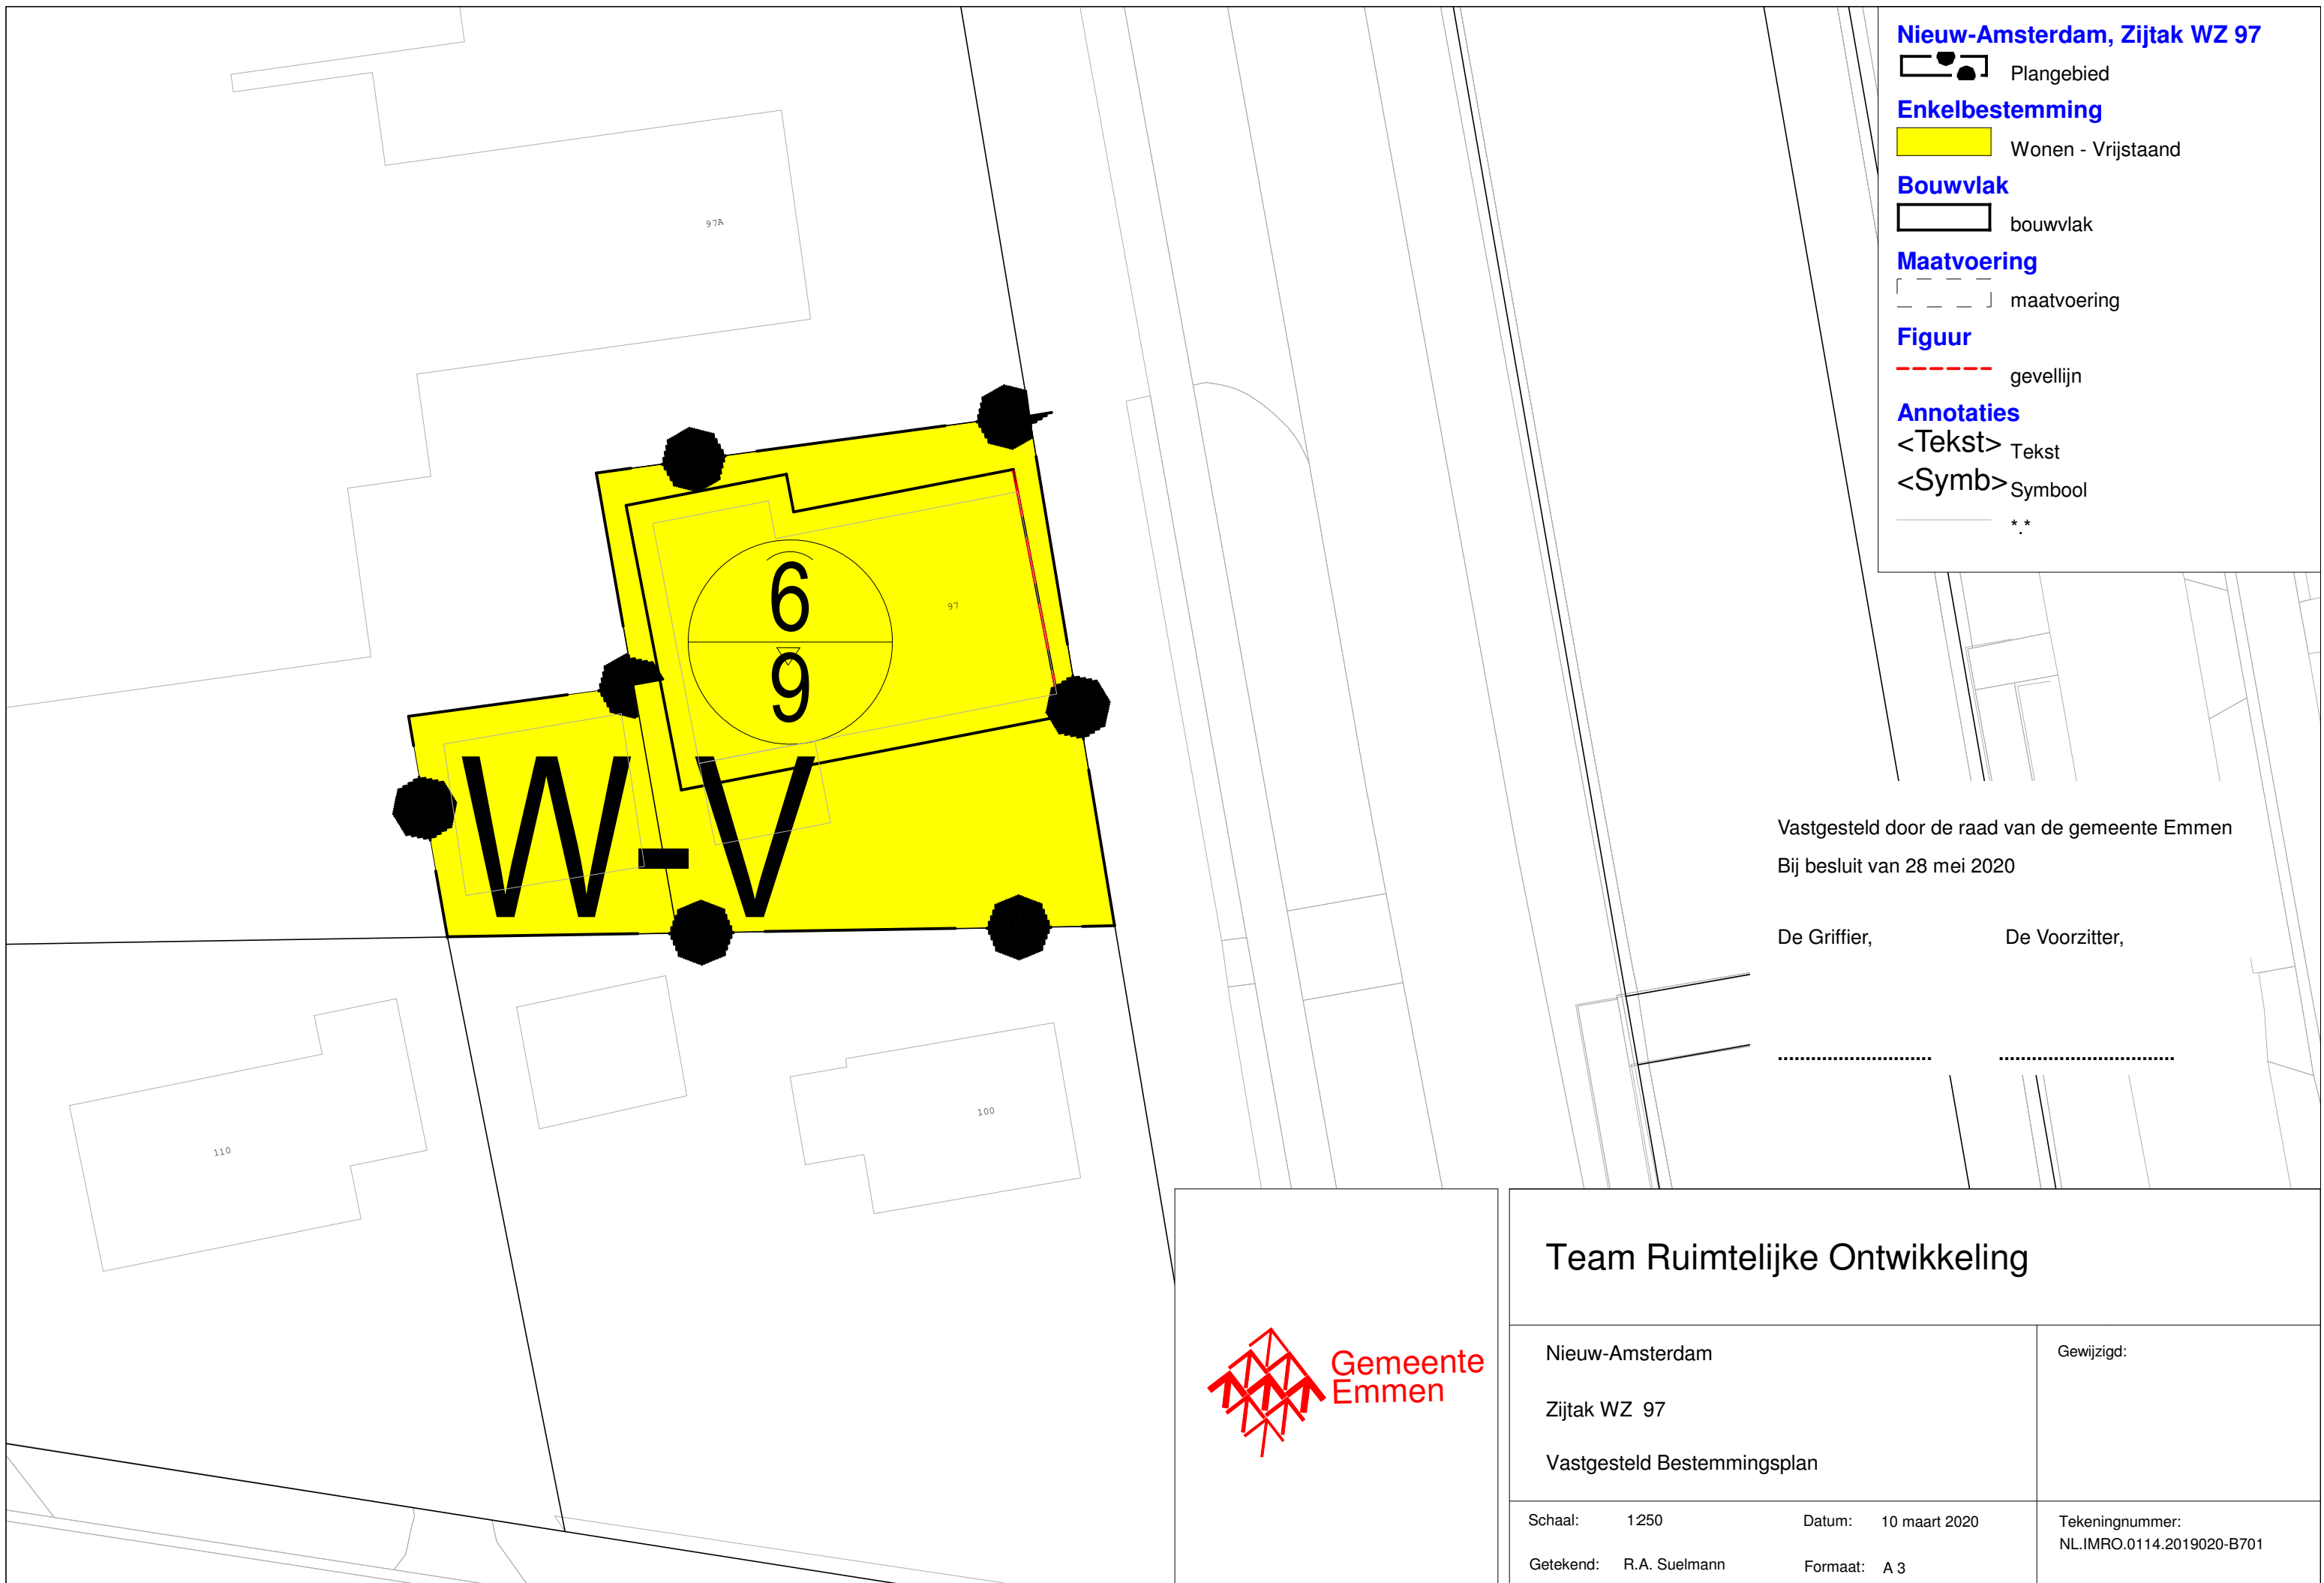 Nieuw-Amsterdam, Zijtak WZ 97
Plangebied
Enkelbestemming
Wonen - Vrijstaand
Bouwvlak
bouwvlak
Maatvoering
maatvoering
Figuur
gevellijn
Annotaties
<Tekst> Tekst
<Symb> Symbool
*.*
97A
6
97
9
W-V
110
100
Vastgesteld door de raad van de gemeente Emmen
Bij besluit van 28 mei 2020
De Griffier, De Voorzitter,
Gemeente
Emmen
Team Ruimtelijke Ontwikkeling
Nieuw-Amsterdam
Zijtak WZ 97
Vastgesteld Bestemmingsplan
Gewijzigd:
Schaal: 1:250 Datum: 10 maart 2020
Getekend: R.A. Suelmann Formaat: A 3
Tekeningnummer:
NL.IMRO.0114.2019020-B701